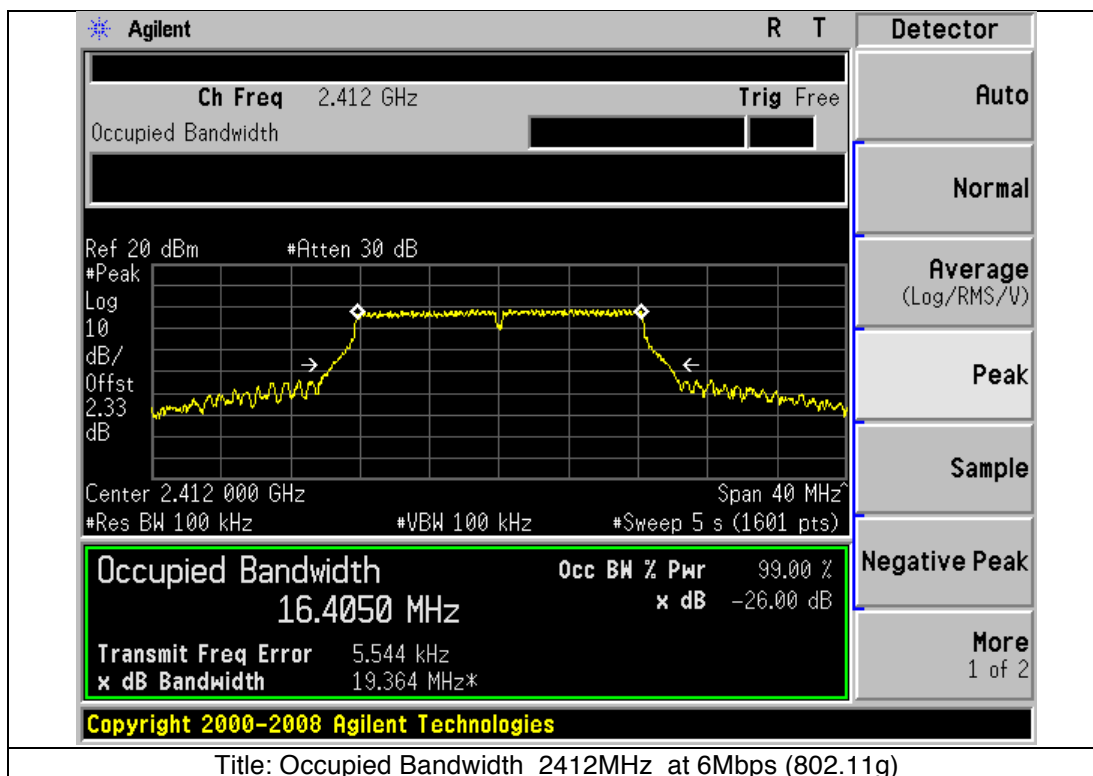 Agilent R T Detector
Ch Freq 2.412 GHz Trig Free
Occupied Bandwidth
Auto
Normal
Average
(Log/RMS/V)
Peak
Sample
Negative Peak
More
1 of 2
Ref 20 dBm #Atten 30 dB
#Peak
Log
10
dB/
Offst
2.33
dB
Center 2.412 000 GHz Span 40 MHz^
#Res BW 100 kHz #VBW 100 kHz #Sweep 5 s (1601 pts)
Occupied Bandwidth Occ BW % Pwr 99.00 %
16.4050 MHz x dB -26.00 dB
Transmit Freq Error 5.544 kHz
x dB Bandwidth 19.364 MHz*
Copyright 2000-2008 Agilent Technologies
Title: Occupied Bandwidth 2412MHz at 6Mbps (802.11g)